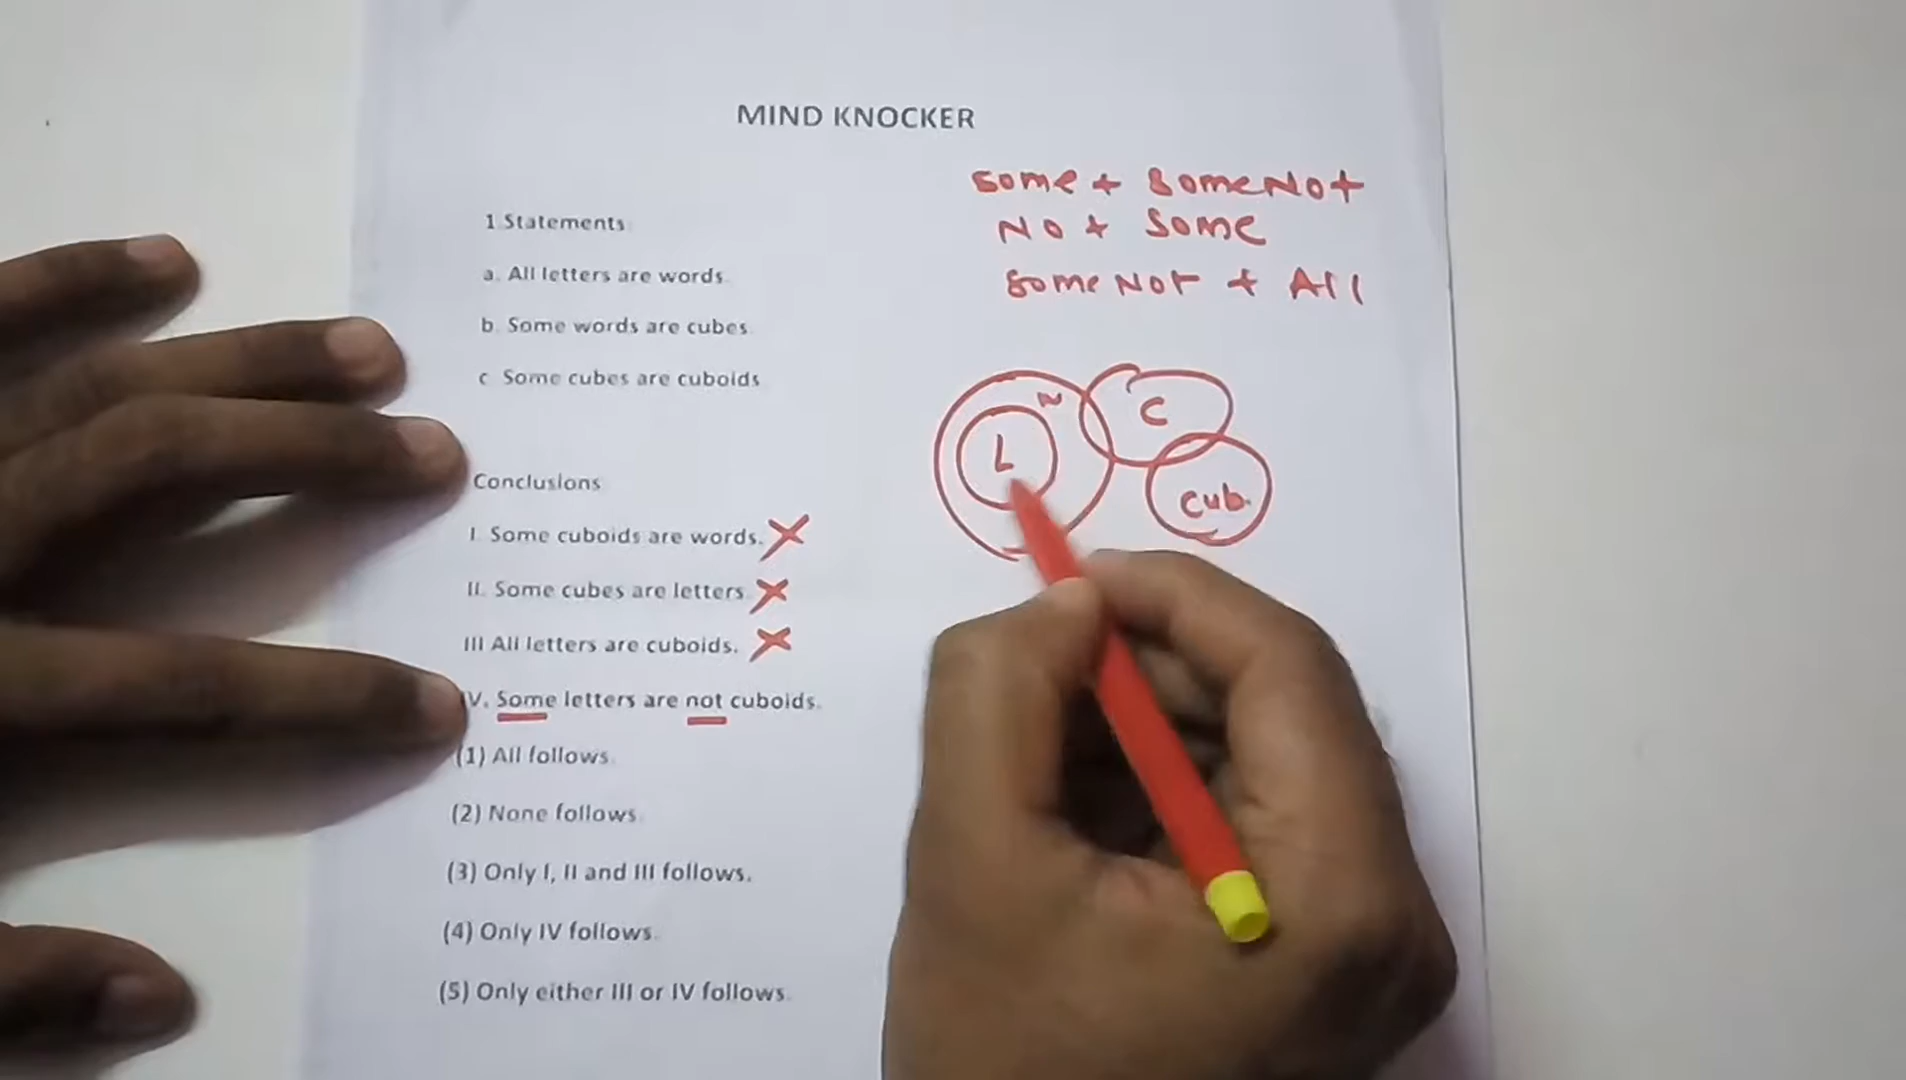 MIND KNOCKER
some + some Not
No + Some
some Not + All
1.Statements
a. All letters are words.
b. Some words are cubes
c Some cubes are cuboids
L
W
C
Cub.
Conclusions
I. Some cuboids are words.
II. Some cubes are letters
III All letters are cuboids.
V. Some letters are not cuboids.
(1) All follows.
(2) None follows.
(3) Only I, II and III follows.
(4) Only IV follows.
(5) Only either III or IV follows.